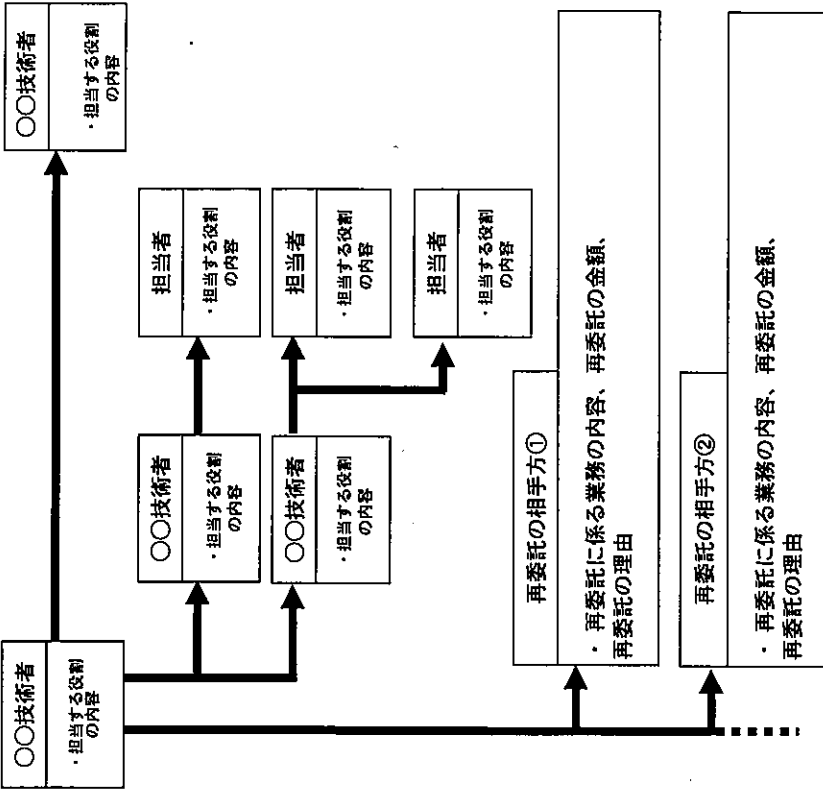 〇〇技術者
・担当する役割
の内容
〇〇技術者
・担当する役割
の内容
〇〇技術者
・担当する役割
の内容
担当者
・担当する役割
の内容
〇〇技術者
・担当する役割
の内容
担当者
・担当する役割
の内容
担当者
・担当する役割
の内容
再委託の相手方①
・再委託に係る業務の内容、再委託の金額、
再委託の理由
再委託の相手方②
・再委託に係る業務の内容、再委託の金額、
再委託の理由